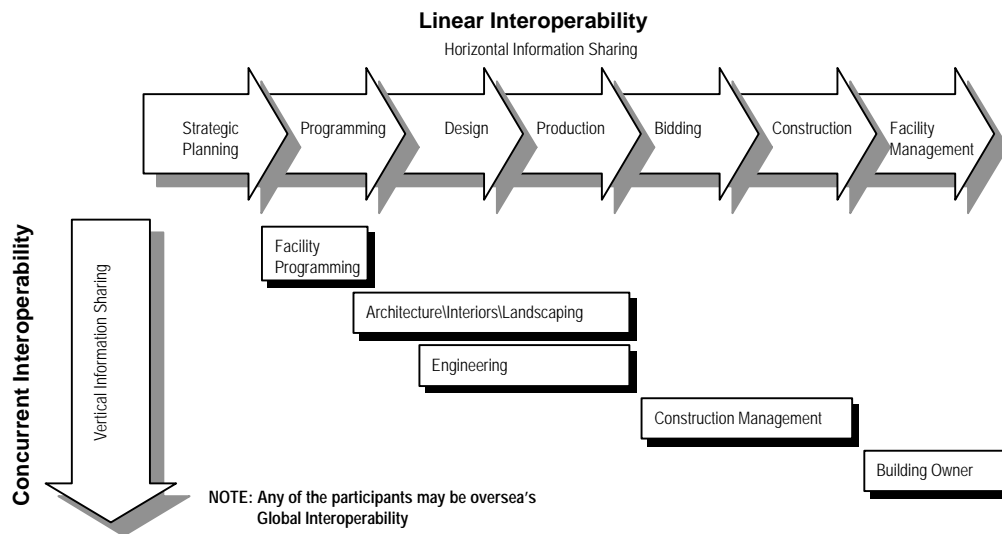 Linear Interoperability
Horizontal Information Sharing
Strategic
Planning
Programming
Design
Production
Bidding
Construction
Facility
Management
Concurrent Interoperability
Vertical Information Sharing
Facility
Programming
Architecture\Interiors\Landscaping
Engineering
Construction Management
Building Owner
NOTE: Any of the participants may be oversea's
Global Interoperability